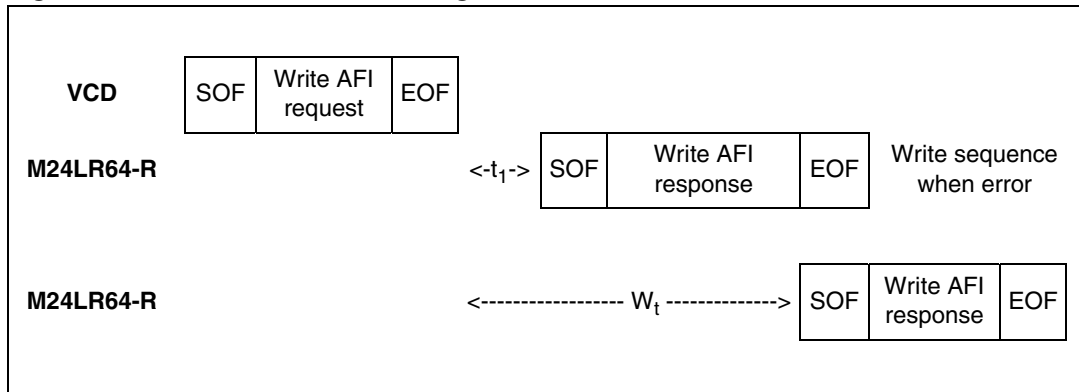 VCD SOF Write AFI request EOF
M24LR64-R <-t₁-> SOF Write AFI response EOF Write sequence when error
M24LR64-R <------------------- Wₜ --------------> SOF Write AFI response EOF